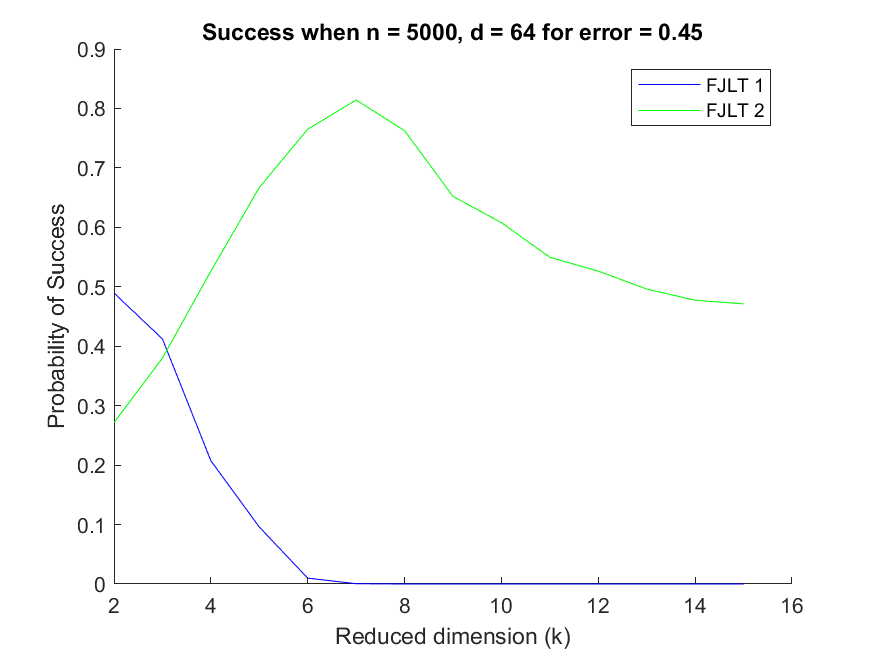 Success when n = 5000, d = 64 for error = 0.45
FJLT 1
FJLT 2
Probability of Success
0.9
0.8
0.7
0.6
0.5
0.4
0.3
0.2
0.1
0
2 4 6 8 10 12 14 16
Reduced dimension (k)